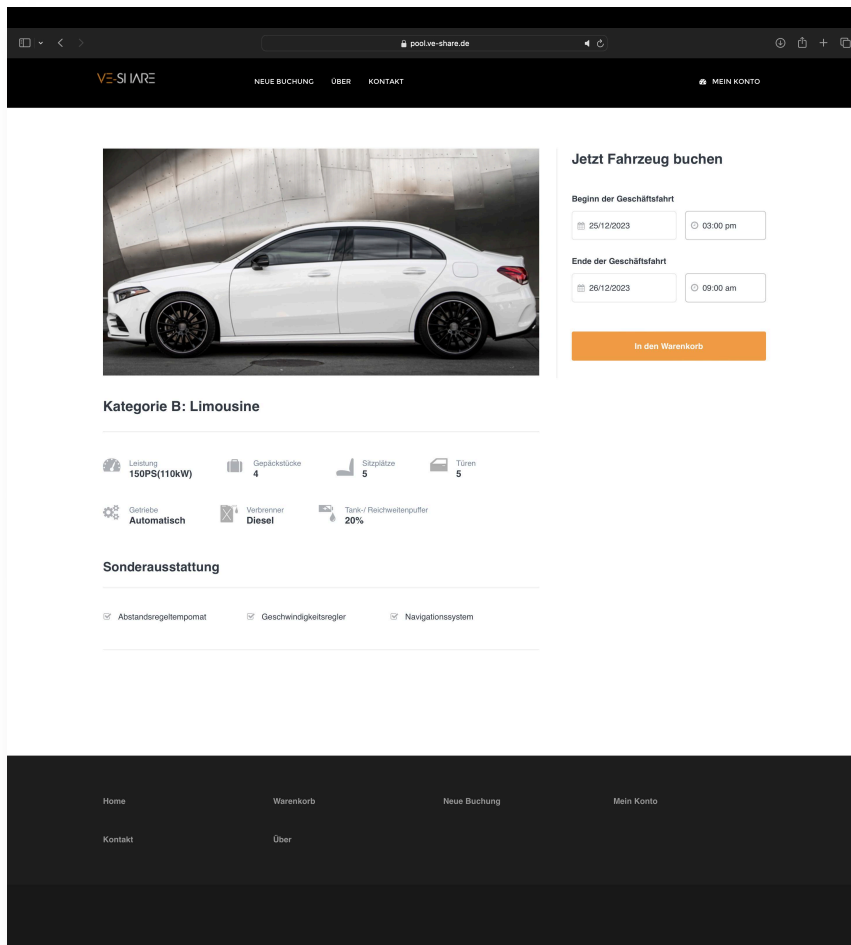 pool.ve-share.de
VE-SHARE
NEUE BUCHUNG ÜBER KONTAKT MEIN KONTO
Jetzt Fahrzeug buchen
Beginn der Geschäftsfahrt
25/12/2023 03:00 pm
Ende der Geschäftsfahrt
26/12/2023 09:00 am
In den Warenkorb
Kategorie B: Limousine
Leistung Gepäckstücke Sitzplätze Türen
150PS(110kW) 4 5 5
Getriebe Verbrenner Tank-/ Reichweitenpuffer
Automatisch Diesel 20%
Sonderausstattung
Abstandsregeltempomat Geschwindigkeitsregler Navigationssystem
Home Warenkorb Neue Buchung Mein Konto
Kontakt Über